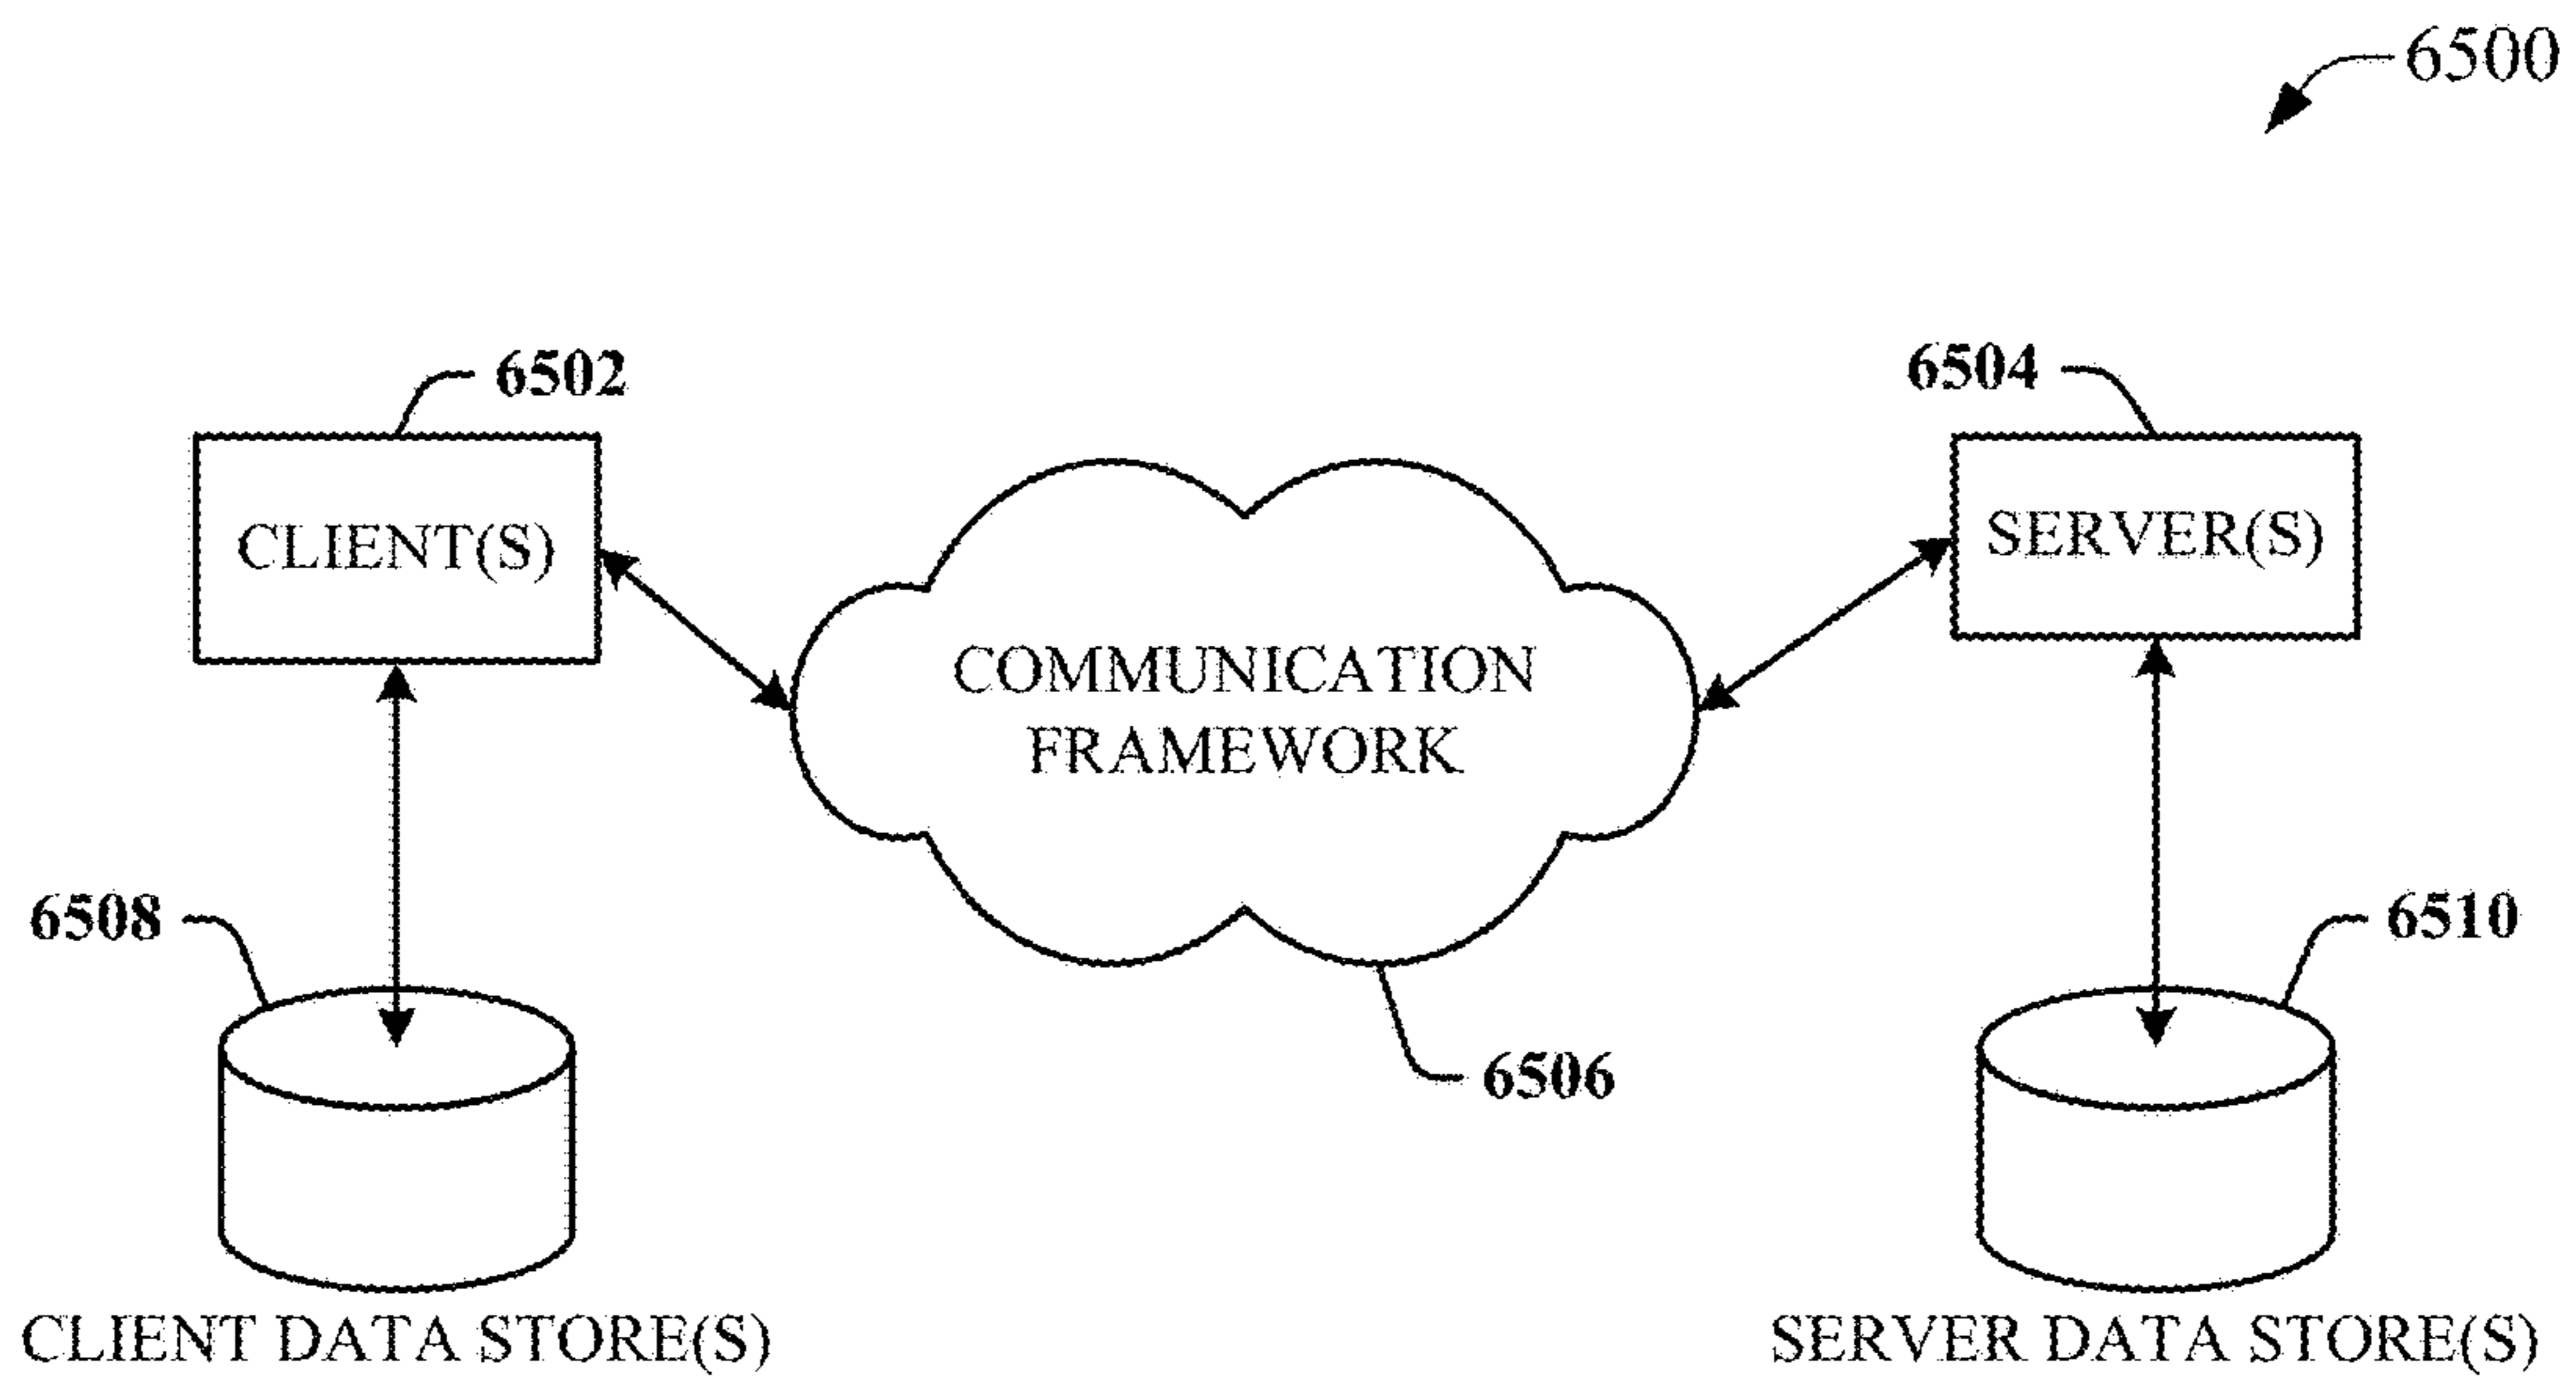 6500
6502
6504
CLIENT(S)
SERVER(S)
COMMUNICATION
FRAMEWORK
6508
6510
6506
CLIENT DATA STORE(S)
SERVER DATA STORE(S)